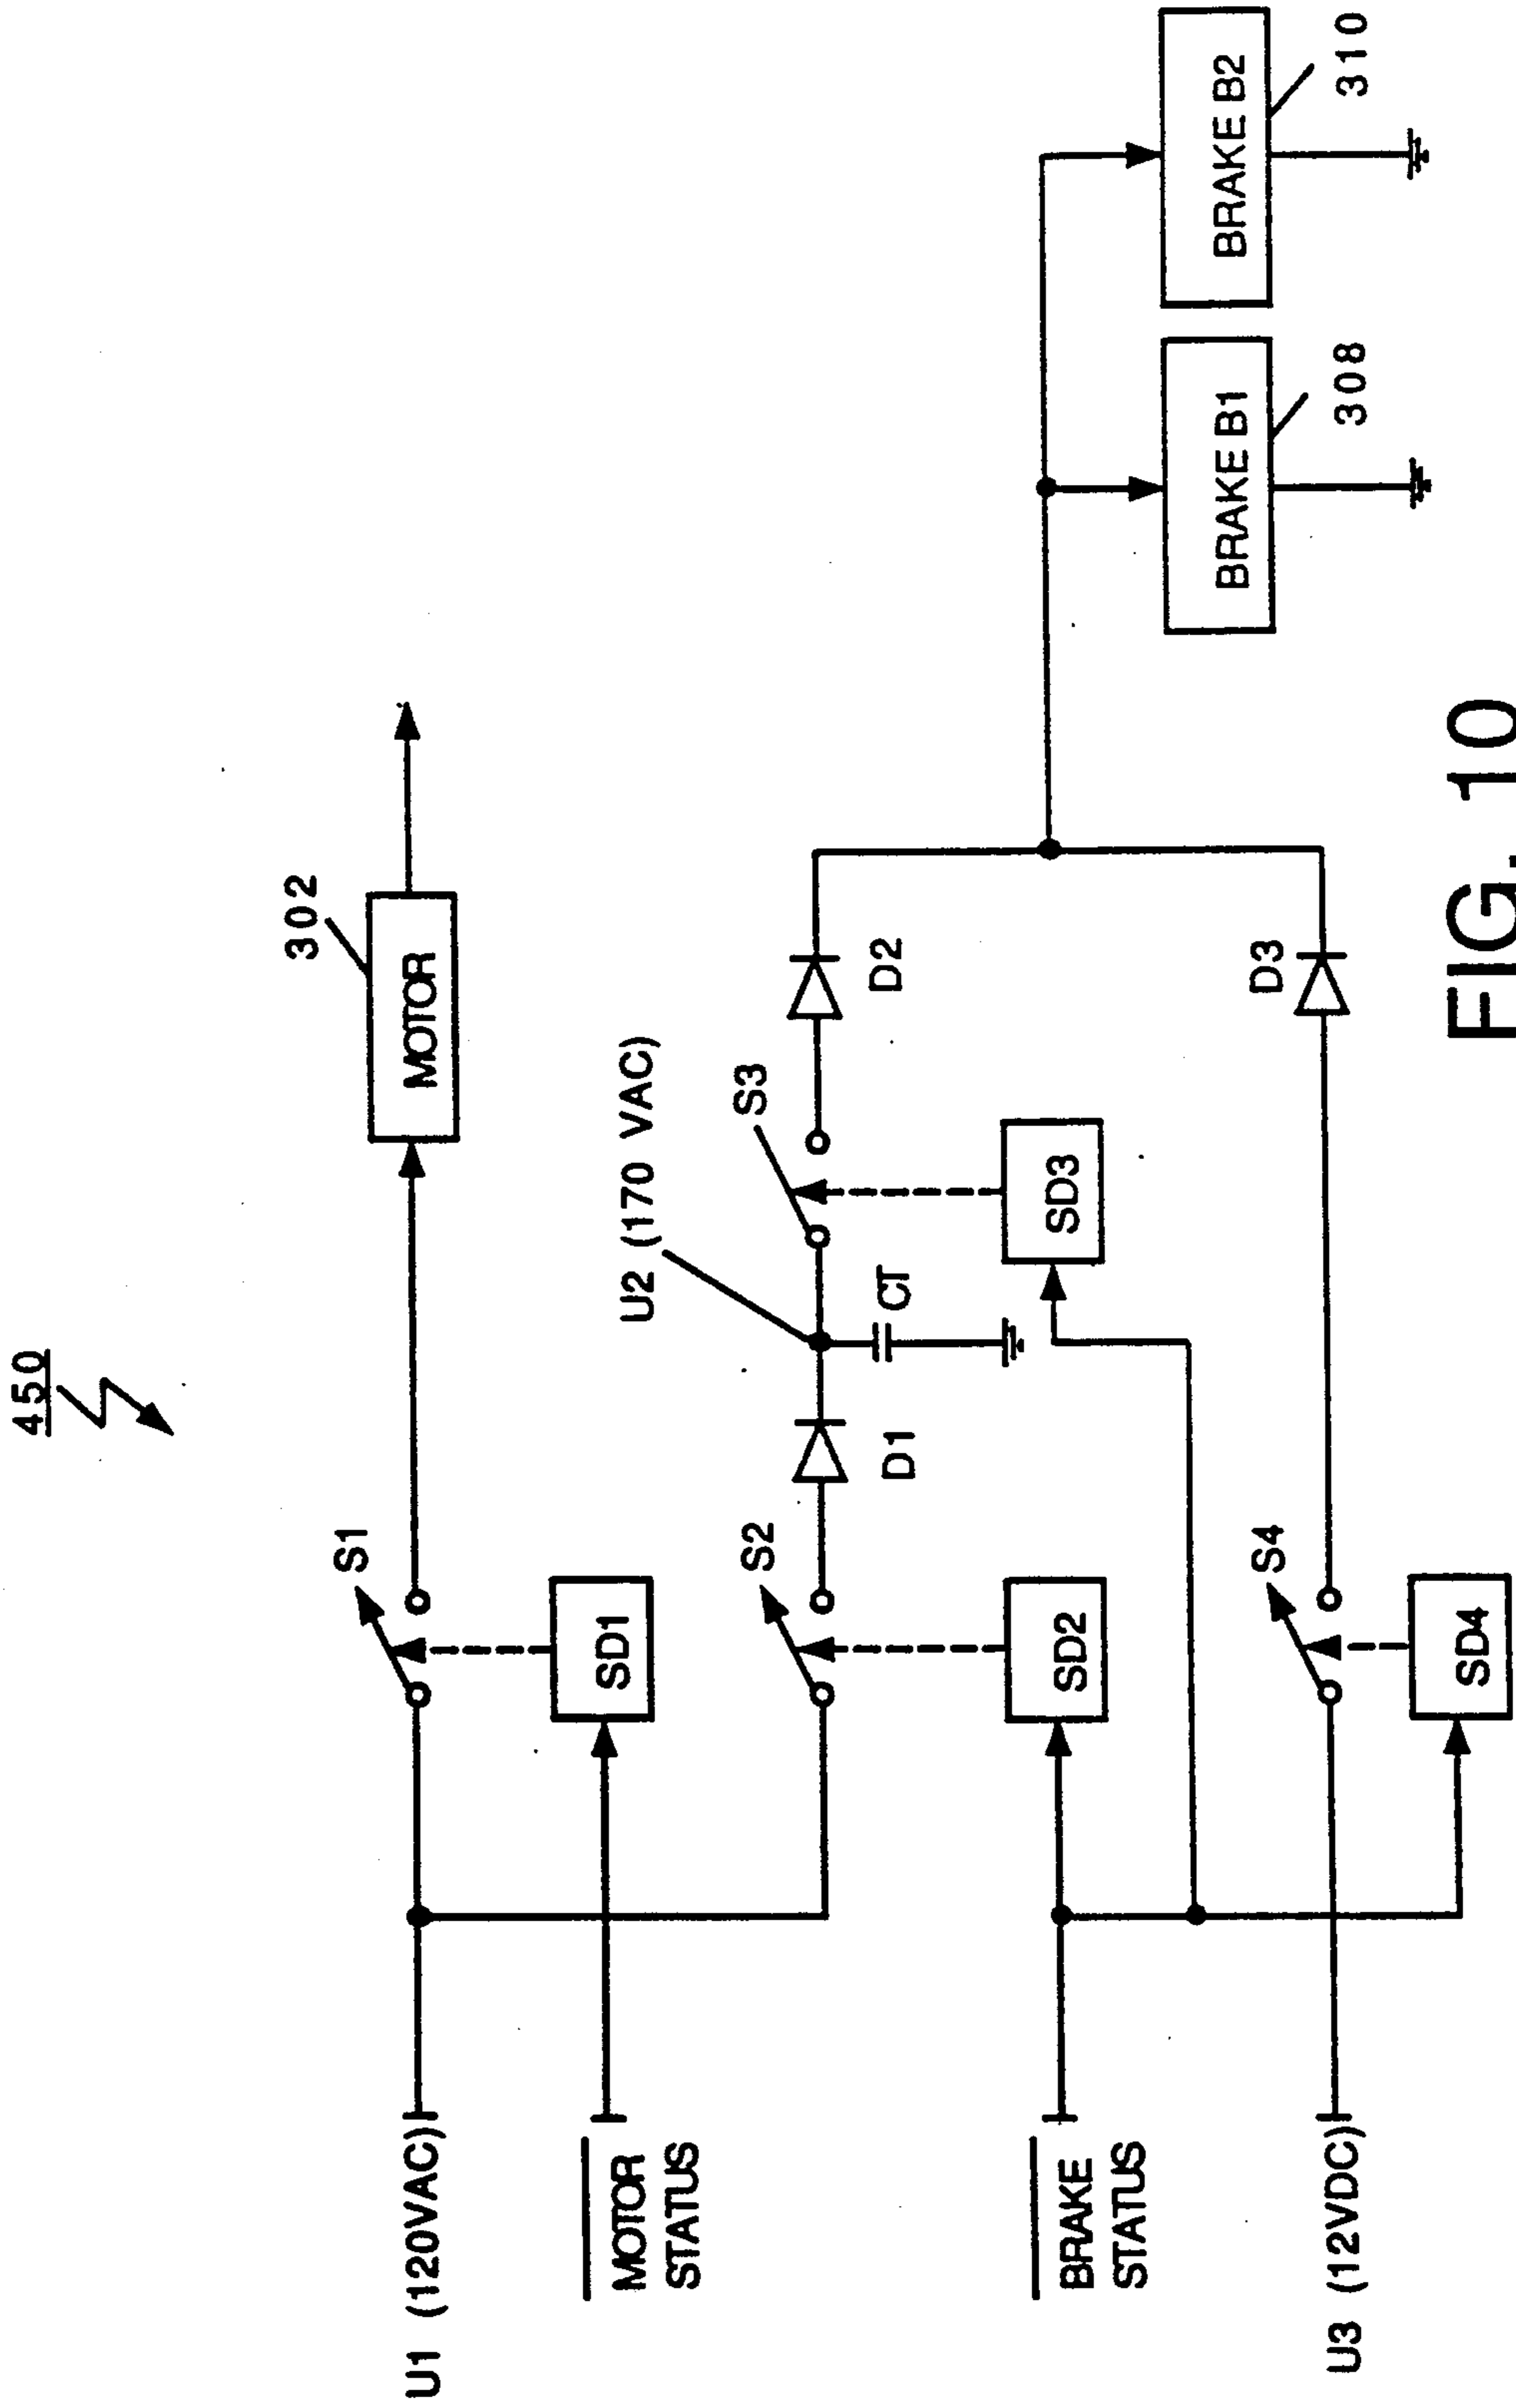 450
302
S1
MOTOR
U1 (120VAC)
SD1
MOTOR
STATUS
U2 (170 VAC)
S2
S3
D1
CT
D2
SD2
SD3
BRAKE
STATUS
BRAKE B1
BRAKE B2
308
310
S4
D3
U3 (12VDC)
SD4
FIG. 10